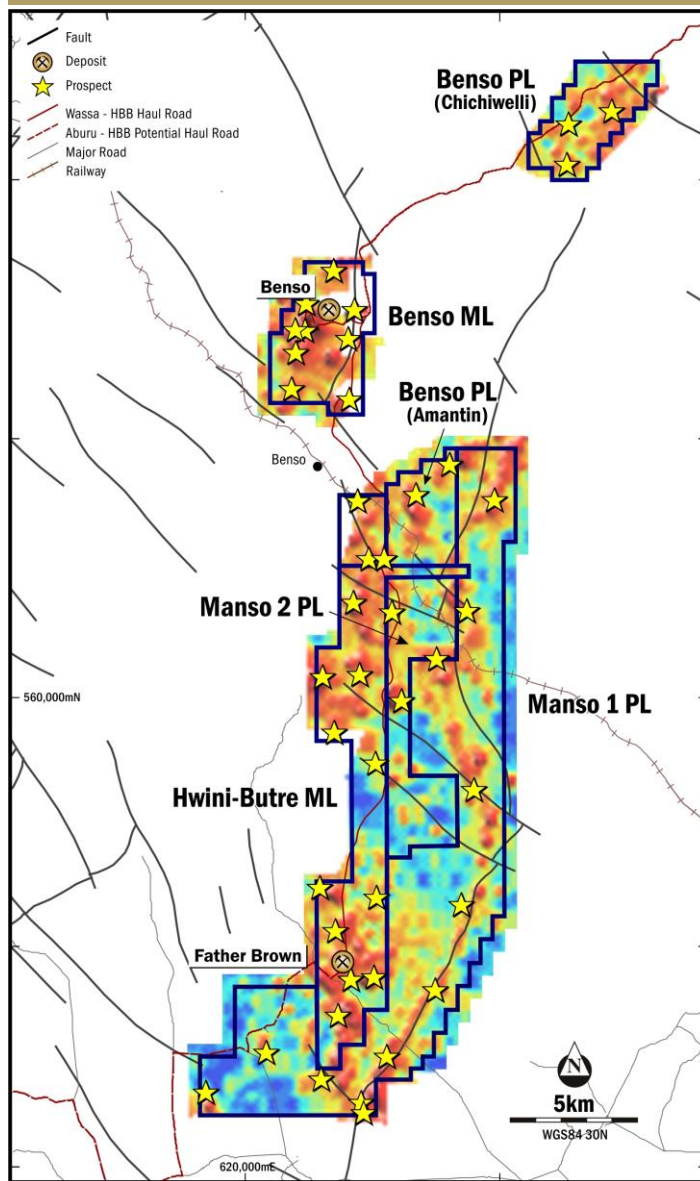 Fault
Deposit
Prospect
Wassa - HBB Haul Road
Aburu - HBB Potential Haul Road
Major Road
Railway
Benso PL
(Chichiwelli)
Benso
Benso ML
Benso PL
(Amantin)
Benso
Manso 2 PL
560,000mN
Manso 1 PL
Hwini-Butre ML
Father Brown
N
5km
WGS84 30N
620,000mE